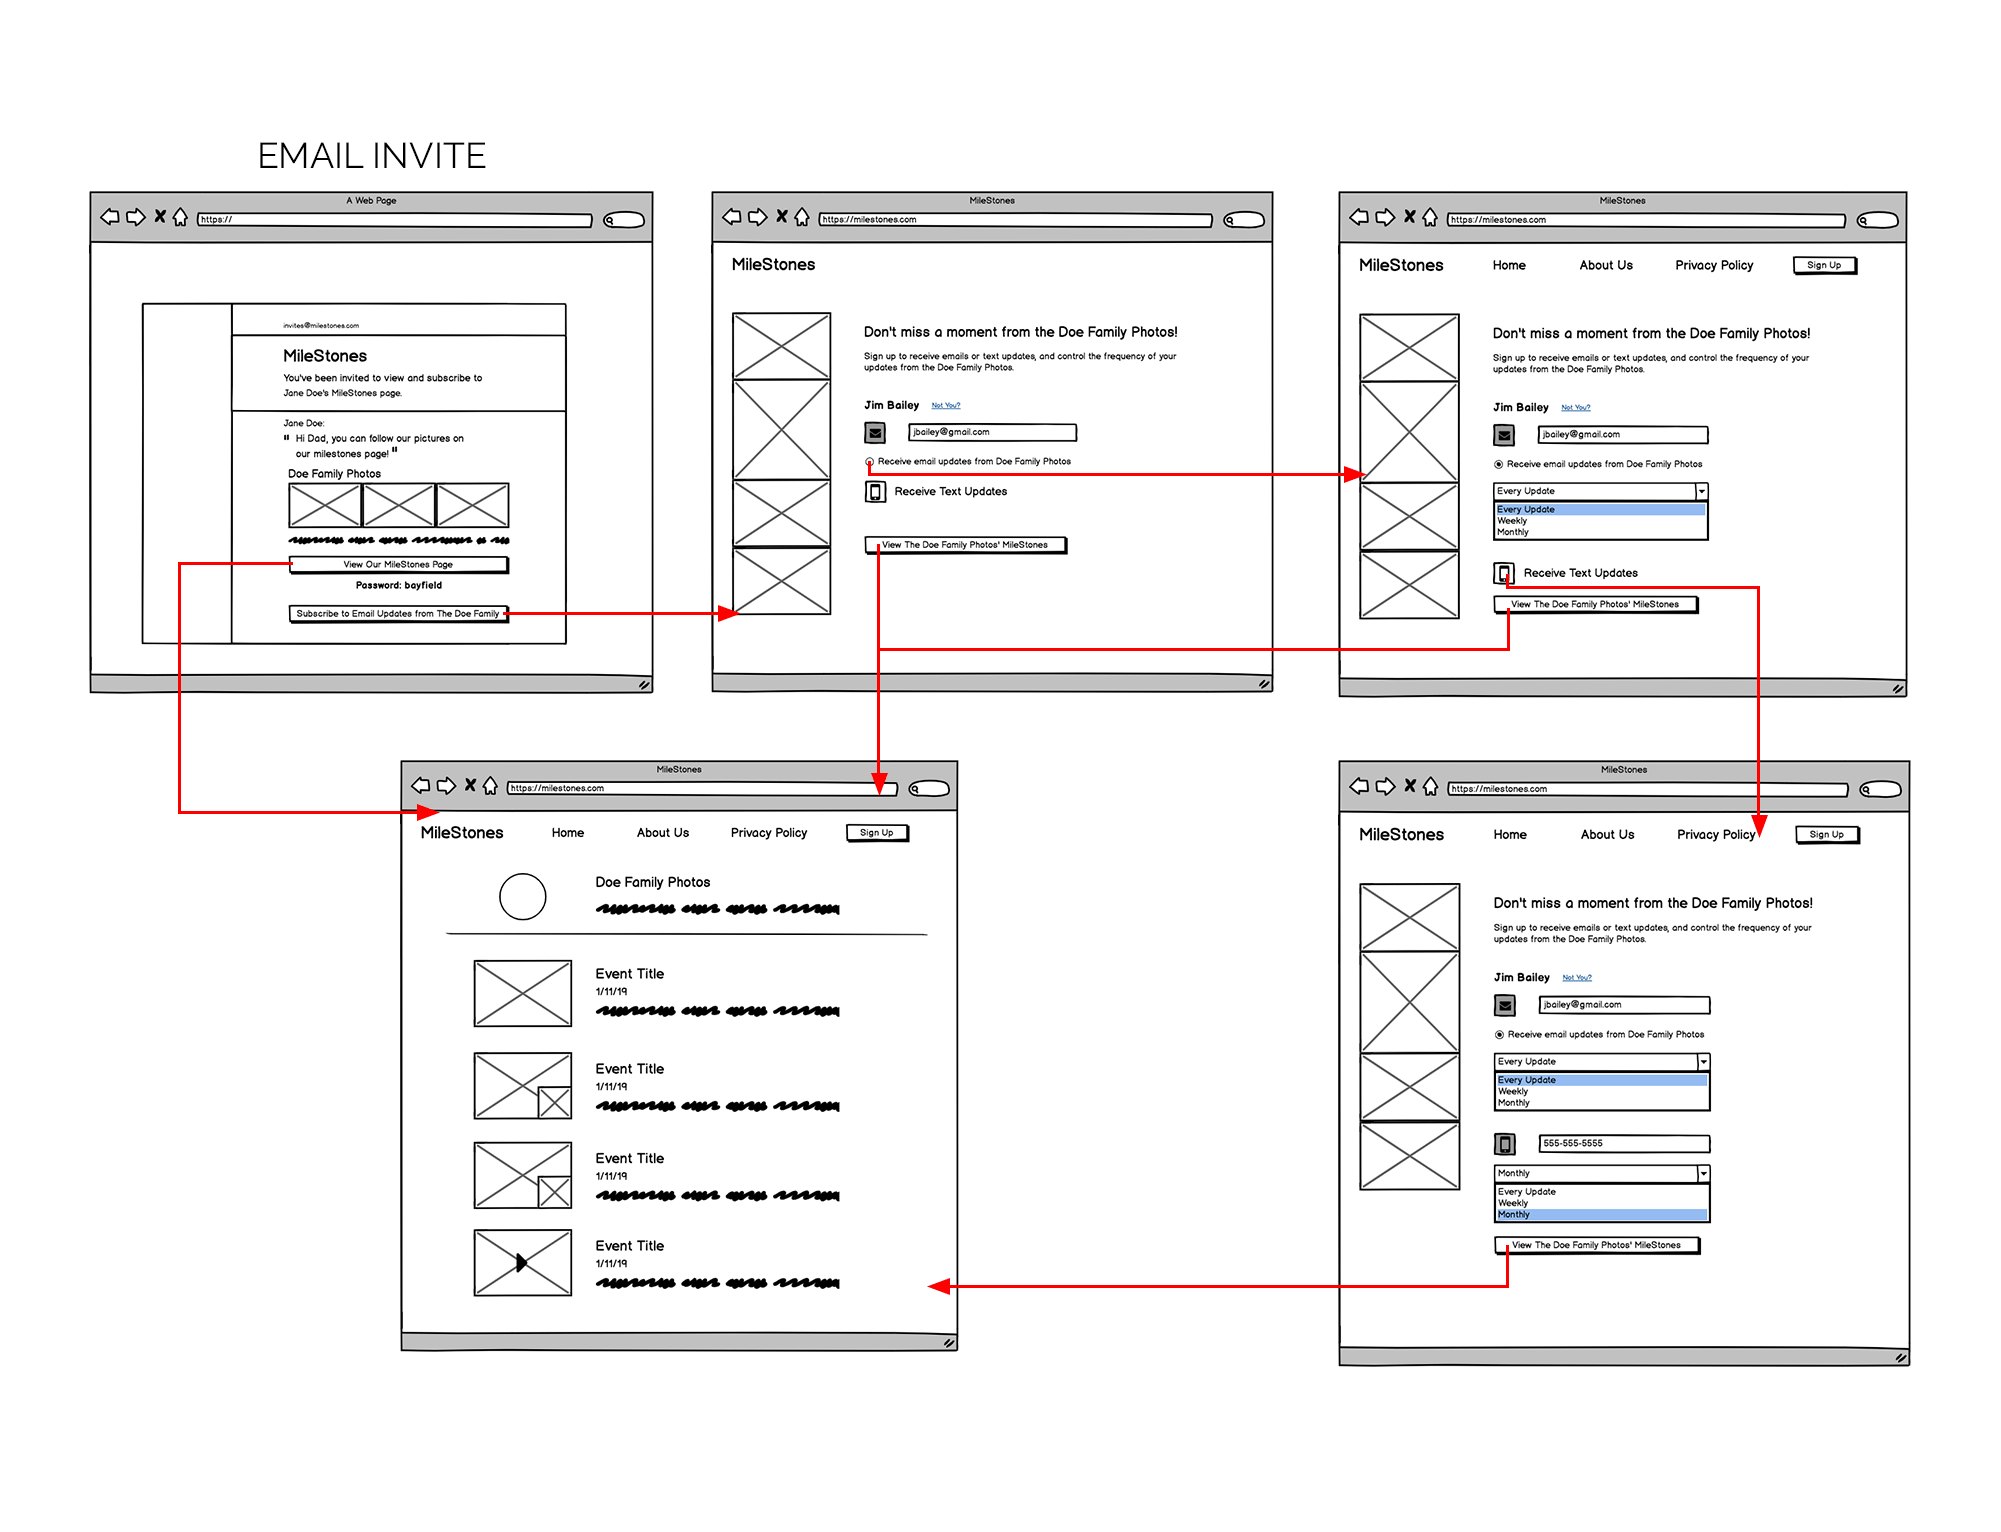 EMAIL INVITE
A Web Page
https://
invites@milestones.com
MileStones
You've been invited to view and subscribe to
Jane Doe's MileStones page.
Jane Doe:
" Hi Dad, you can follow our pictures on
our milestones page! "
Doe Family Photos
View Our MileStones Page
Password: bayfield
Subscribe to Email Updates from The Doe Family
MileStones
https://milestones.com
MileStones
Don't miss a moment from the Doe Family Photos!
Sign up to receive emails or text updates, and control the frequency of your
updates from the Doe Family Photos.
Jim Bailey Not You?
jbailey@gmail.com
Receive email updates from Doe Family Photos
Receive Text Updates
View The Doe Family Photos' MileStones
MileStones
https://milestones.com
MileStones Home About Us Privacy Policy Sign Up
Don't miss a moment from the Doe Family Photos!
Sign up to receive emails or text updates, and control the frequency of your
updates from the Doe Family Photos.
Jim Bailey Not You?
jbailey@gmail.com
Receive email updates from Doe Family Photos
Every Update
Every Update
Weekly
Monthly
Receive Text Updates
View The Doe Family Photos' MileStones
MileStones
https://milestones.com
MileStones Home About Us Privacy Policy Sign Up
Doe Family Photos
Event Title
1/11/19
Event Title
1/11/19
Event Title
1/11/19
Event Title
1/11/19
MileStones
https://milestones.com
MileStones Home About Us Privacy Policy Sign Up
Don't miss a moment from the Doe Family Photos!
Sign up to receive emails or text updates, and control the frequency of your
updates from the Doe Family Photos.
Jim Bailey Not You?
jbailey@gmail.com
Receive email updates from Doe Family Photos
Every Update
Every Update
Weekly
Monthly
555-555-5555
Monthly
Every Update
Weekly
Monthly
View The Doe Family Photos' MileStones